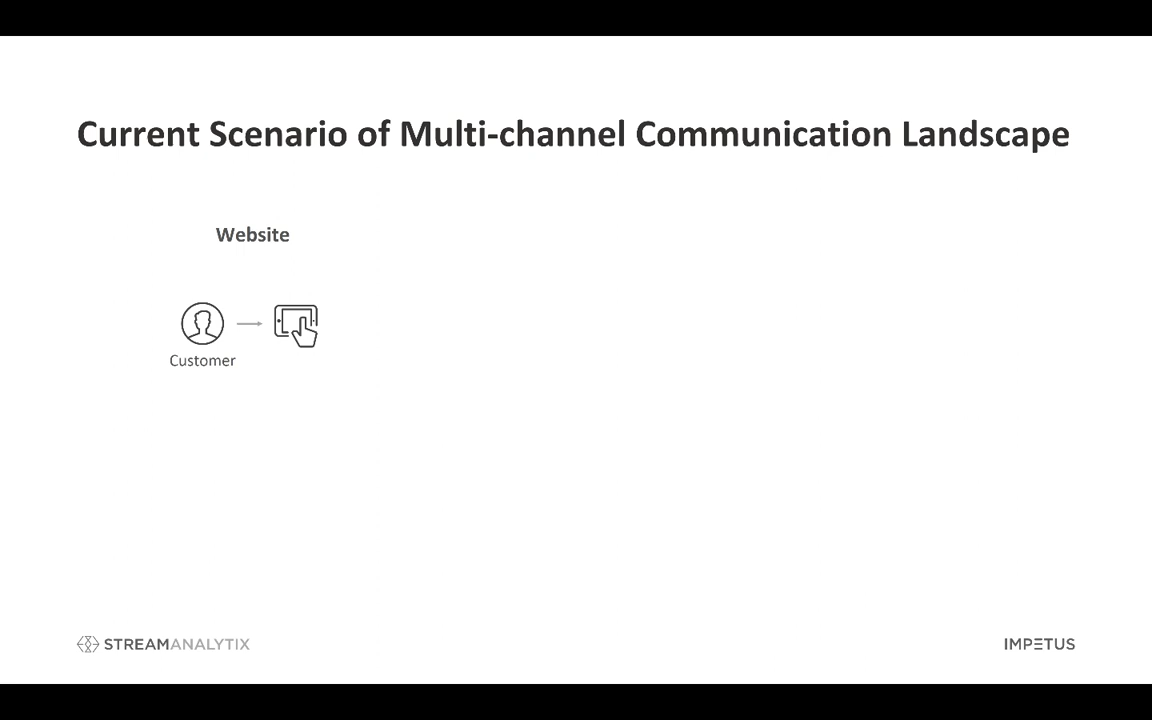 Current Scenario of Multi-channel Communication Landscape
Website
Customer
STREAMANALYTIX
IMPETUS